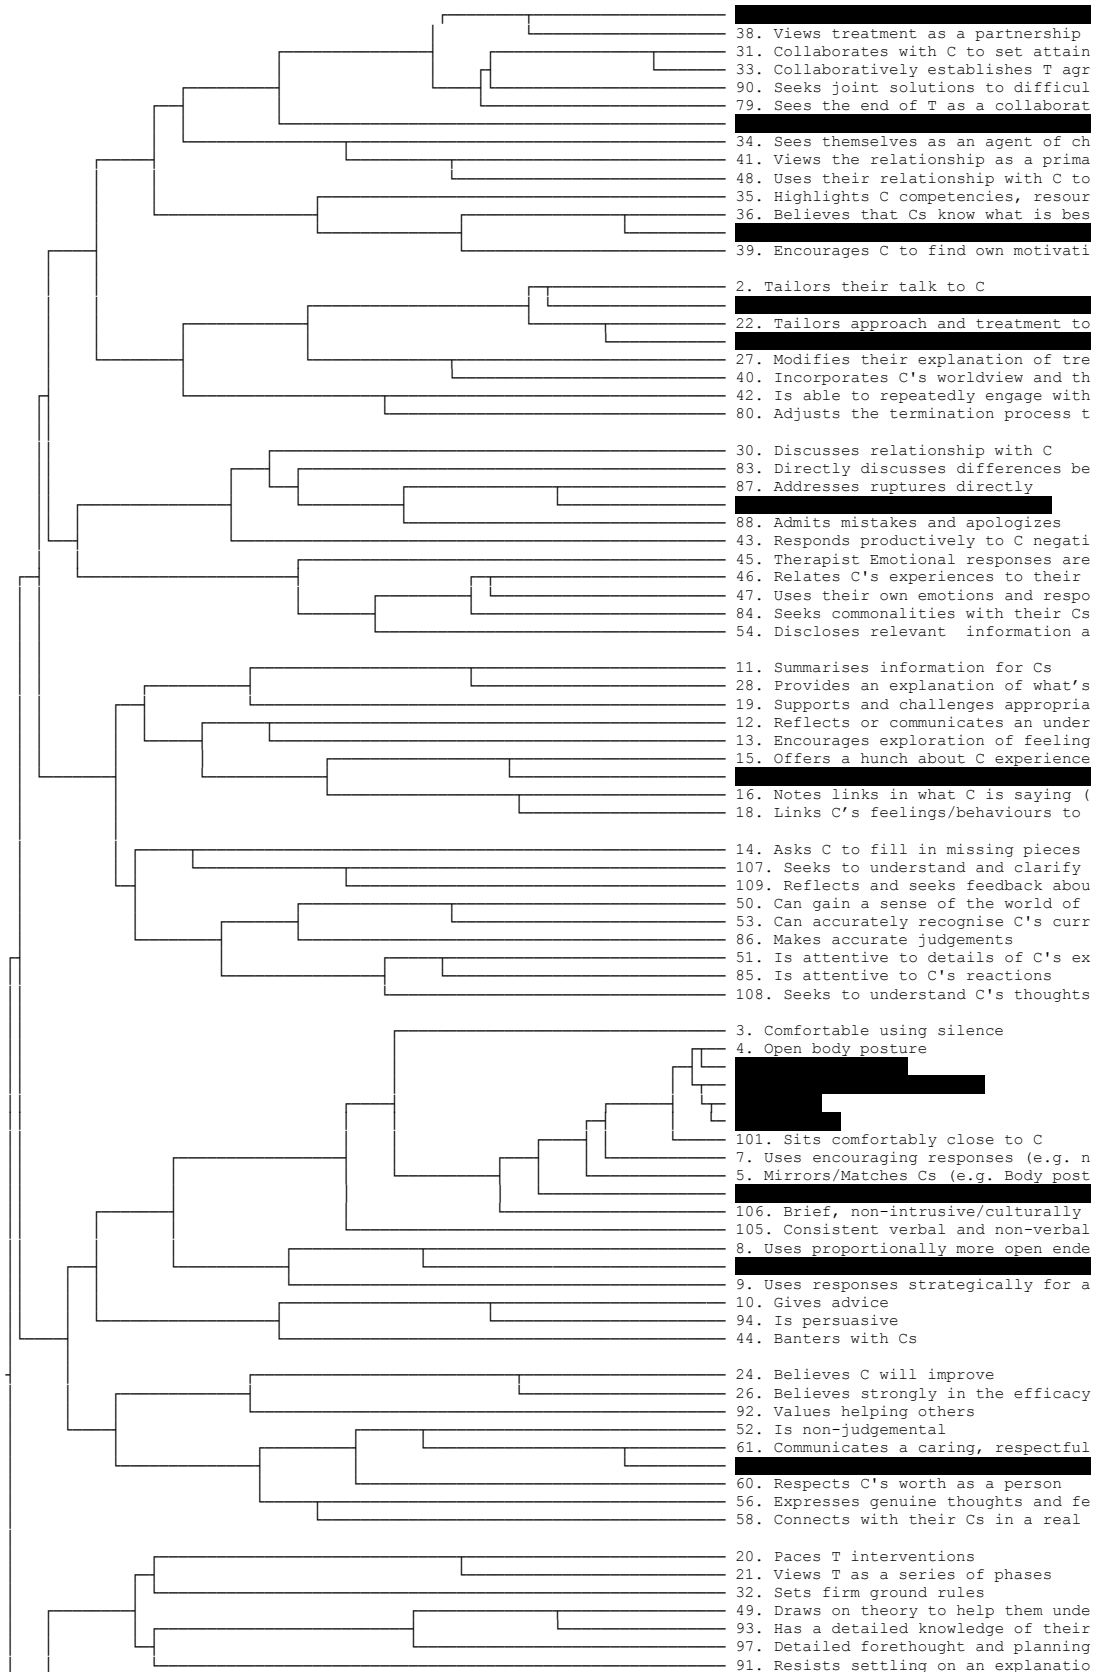 38. Views treatment as a partnership
31. Collaborates with C to set attain
33. Collaboratively establishes T agr
90. Seeks joint solutions to difficul
79. Sees the end of T as a collaborat
34. Sees themselves as an agent of ch
41. Views the relationship as a prima
48. Uses their relationship with C to
35. Highlights C competencies, resour
36. Believes that Cs know what is bes
39. Encourages C to find own motivati
2. Tailors their talk to C
22. Tailors approach and treatment to
27. Modifies their explanation of tre
40. Incorporates C's worldview and th
42. Is able to repeatedly engage with
80. Adjusts the termination process t
30. Discusses relationship with C
83. Directly discusses differences be
87. Addresses ruptures directly
88. Admits mistakes and apologizes
43. Responds productively to C negati
45. Therapist Emotional responses are
46. Relates C's experiences to their
47. Uses their own emotions and respo
84. Seeks commonalities with their Cs
54. Discloses relevant  information a
11. Summarises information for Cs
28. Provides an explanation of what’s
19. Supports and challenges appropria
12. Reflects or communicates an under
13. Encourages exploration of feeling
15. Offers a hunch about C experience
16. Notes links in what C is saying (
18. Links C’s feelings/behaviours to
14. Asks C to fill in missing pieces
107. Seeks to understand and clarify
109. Reflects and seeks feedback abou
50. Can gain a sense of the world of
53. Can accurately recognise C's curr
86. Makes accurate judgements
51. Is attentive to details of C's ex
85. Is attentive to C's reactions
108. Seeks to understand C's thoughts
3. Comfortable using silence
4. Open body posture
101. Sits comfortably close to C
7. Uses encouraging responses (e.g. n
5. Mirrors/Matches Cs (e.g. Body post
106. Brief, non-intrusive/culturally
105. Consistent verbal and non-verbal
8. Uses proportionally more open ende
9. Uses responses strategically for a
10. Gives advice
94. Is persuasive
44. Banters with Cs
24. Believes C will improve
26. Believes strongly in the efficacy
92. Values helping others
52. Is non-judgemental
61. Communicates a caring, respectful
60. Respects C's worth as a person
56. Expresses genuine thoughts and fe
58. Connects with their Cs in a real
20. Paces T interventions
21. Views T as a series of phases
32. Sets firm ground rules
49. Draws on theory to help them unde
93. Has a detailed knowledge of their
97. Detailed forethought and planning
91. Resists settling on an explanatio